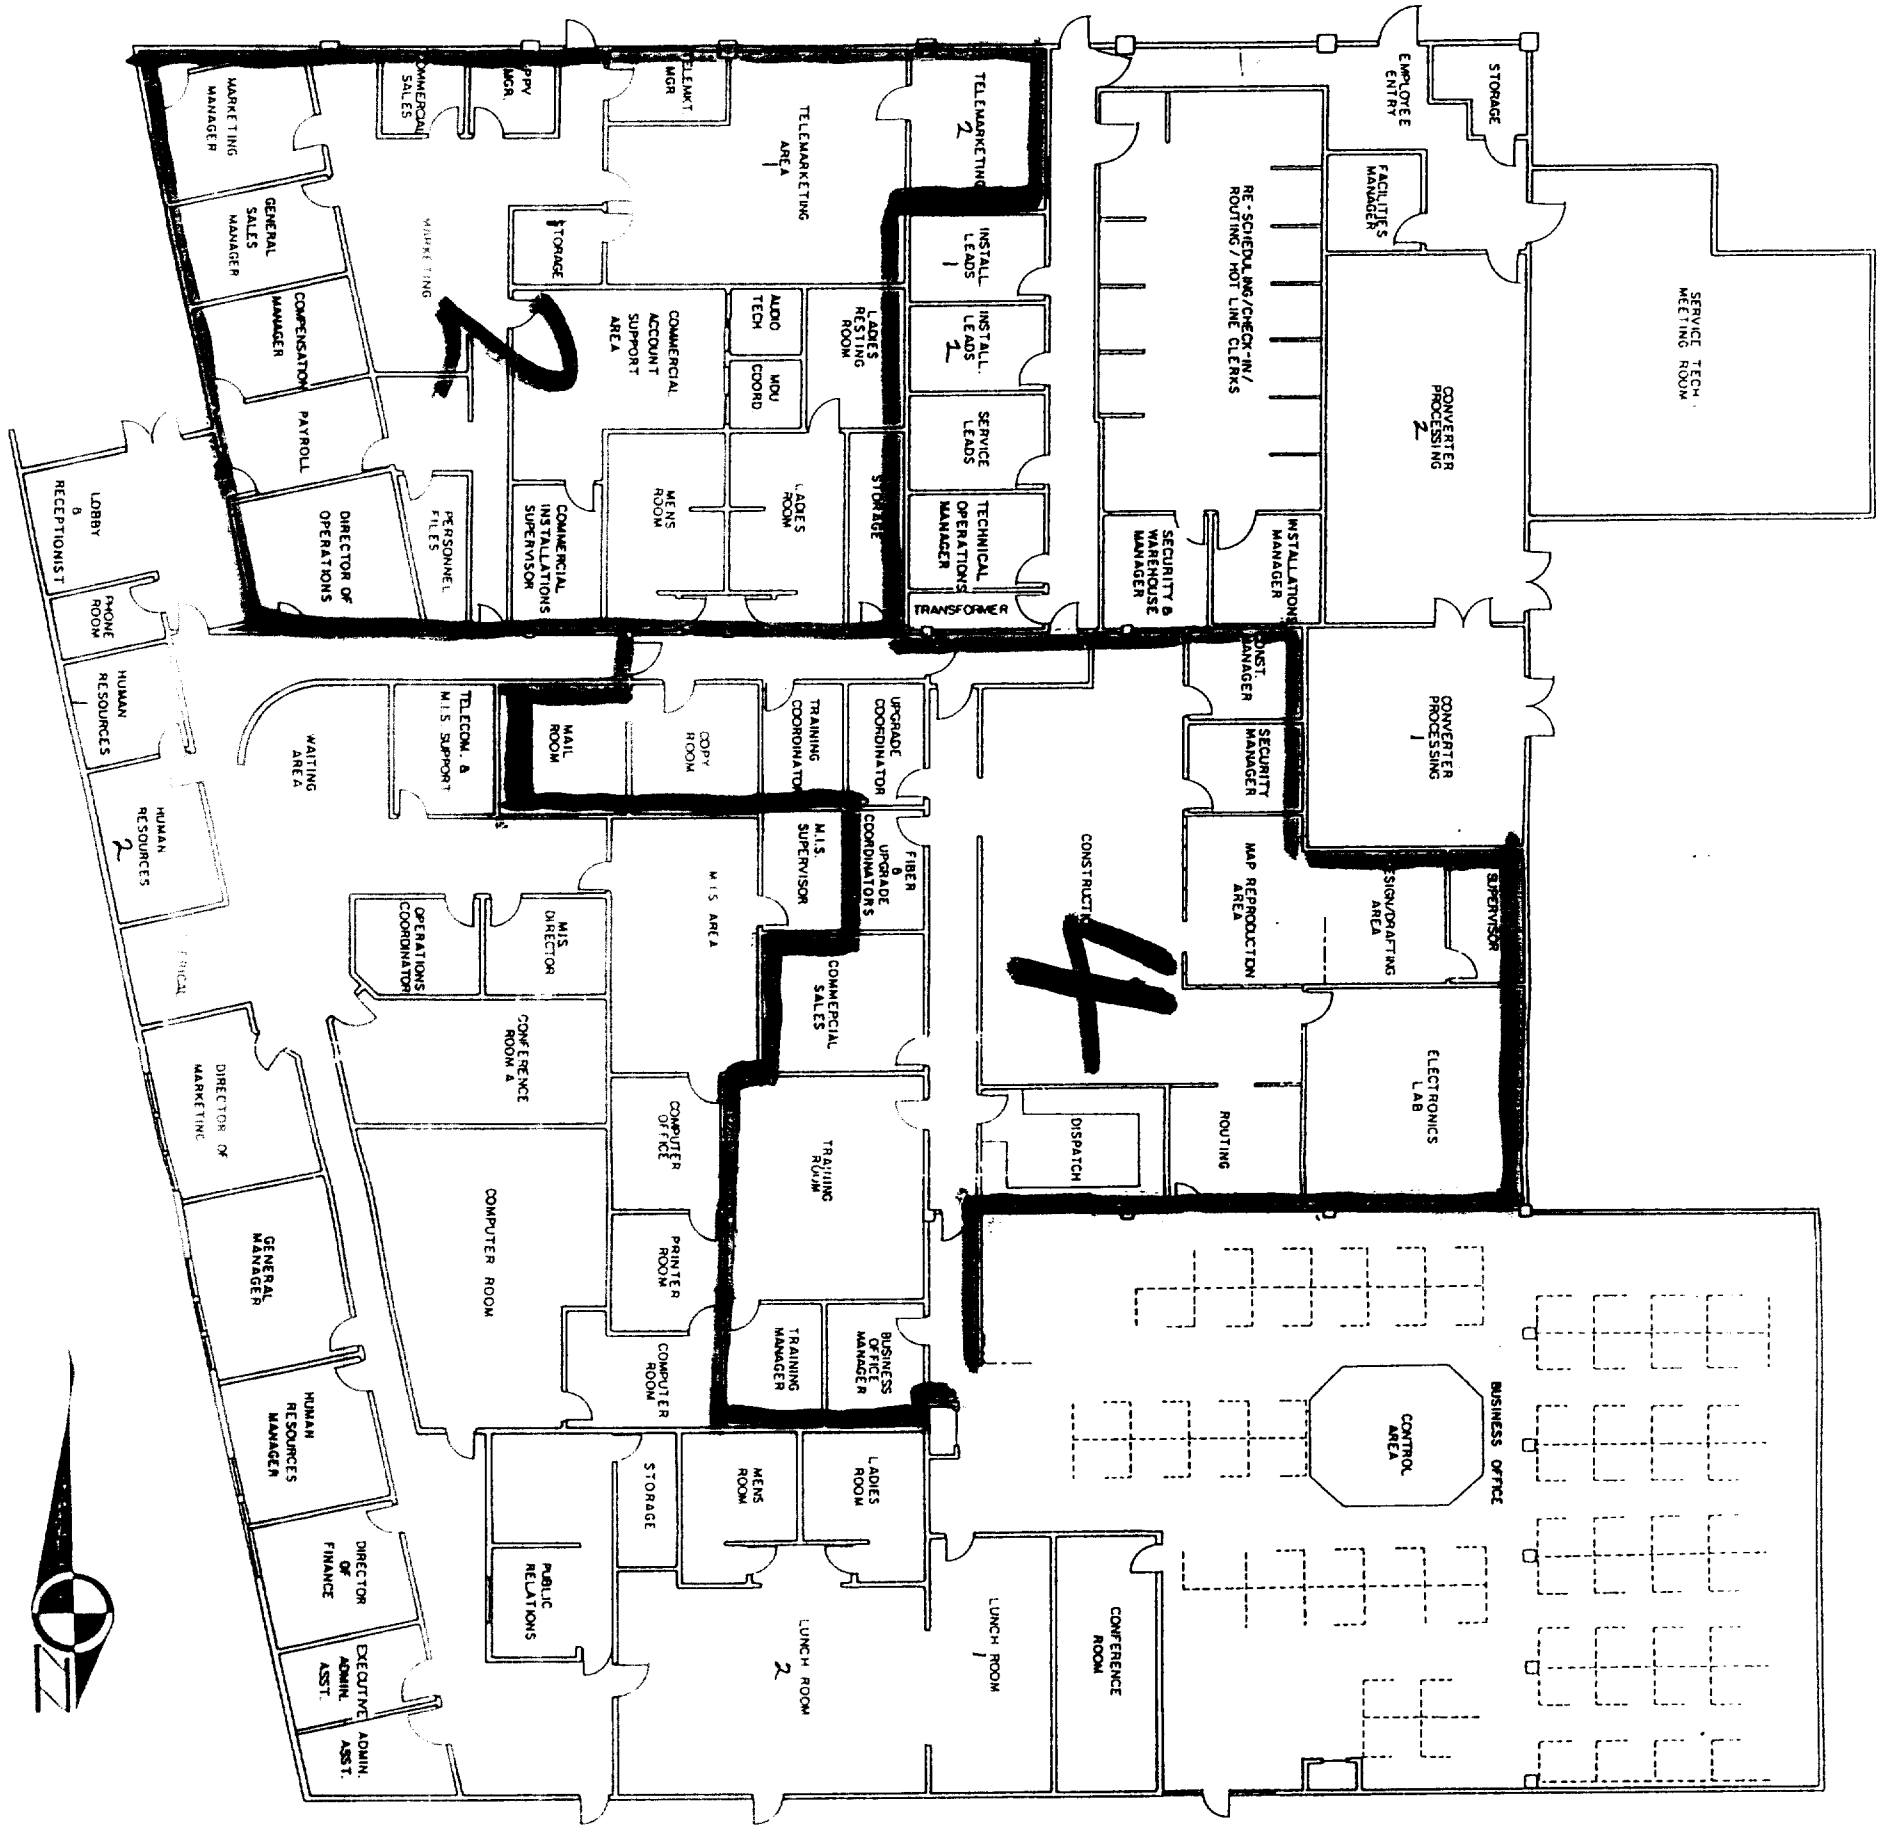 MARKETING
MANAGER
COMMERCIAL
SALES
PPV
MGR.
TELEMKT
MGR
TELEMARKETING
AREA
1
TELEMARKETING
2
EMPLOYEE
ENTRY
STORAGE
FACILITIES
MANAGER
RE-SCHEDULING/CHECK-IN/
ROUTING/HOT LINE CLERKS
SERVICE TECH.
MEETING ROOM
GENERAL
SALES
MANAGER
MARKETING
STORAGE
INSTALL
LEADS
1
INSTALL.
LEADS
2
SERVICE
LEADS
TECHNICAL
OPERATIONS
MANAGER
TRANSFORMER
COMPENSATION
MANAGER
2
COMMERCIAL
ACCOUNT
SUPPORT
AREA
AUDIO
TECH
MDU
COORD
LADIES
RESTING
ROOM
CONVERTER
PROCESSING
2
PAYROLL
DIRECTOR OF
OPERATIONS
PERSONNEL
FILES
COMMERCIAL
INSTALLATIONS
SUPERVISOR
MENS
ROOM
LADIES
ROOM
STORAGE
SECURITY &
WAREHOUSE
MANAGER
INSTALLATIONS
MANAGER
LOBBY
&
RECEPTIONIST
PHONE
ROOM
HUMAN
RESOURCES
1
HUMAN
RESOURCES
2
WAITING
AREA
TELECOM. &
M.I.S SUPPORT
MAIL
ROOM
COPY
ROOM
TRAINING
COORDINATOR
UPGRADE
COORDINATOR
CONST.
MANAGER
SECURITY
MANAGER
CONVERTER
PROCESSING
1
M.I.S. AREA
M.I.S.
SUPERVISOR
FIBER
&
UPGRADE
COORDINATORS
MAP REPRODUCTION
AREA
DESIGN/DRAFTING
AREA
SUPERVISOR
OPERATIONS
COORDINATOR
MIS
DIRECTOR
COMMERCIAL
SALES
4
CONFERENCE
ROOM A
COMPUTER
OFFICE
TRAINING
ROOM
DISPATCH
ROUTING
ELECTRONICS
LAB
DIRECTOR OF
MARKETING
COMPUTER ROOM
PRINTER
ROOM
GENERAL
MANAGER
COMPUTER
ROOM
TRAINING
MANAGER
BUSINESS
OFFICE
MANAGER
HUMAN
RESOURCES
MANAGER
CONTROL
AREA
BUSINESS OFFICE
STORAGE
MENS
ROOM
LADIES
ROOM
DIRECTOR
OF
FINANCE
PUBLIC
RELATIONS
LUNCH ROOM
2
LUNCH ROOM
1
CONFERENCE
ROOM
EXECUTIVE
ADMIN.
ASST.
ADMIN.
ASST.